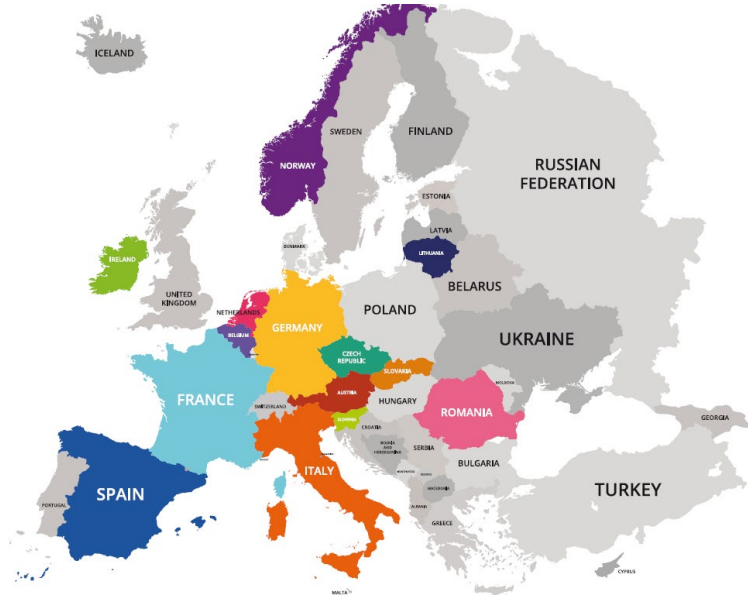 ICELAND
SWEDEN
FINLAND
NORWAY
RUSSIAN
FEDERATION
ESTONIA
LATVIA
DENMARK
LITHUANIA
IRELAND
UNITED
KINGDOM
BELARUS
NETHERLANDS
POLAND
BELGIUM
GERMANY
UKRAINE
CZECH
REPUBLIC
SLOVAKIA
MOLDOVA
AUSTRIA
FRANCE
SWITZERLAND
HUNGARY
ROMANIA
SLOVENIA
GEORGIA
CROATIA
BOSNIA
AND
HERZEGOVINA
SERBIA
ITALY
BULGARIA
SPAIN
MACEDONIA
TURKEY
PORTUGAL
ALBANIA
GREECE
CYPRUS
MALTA